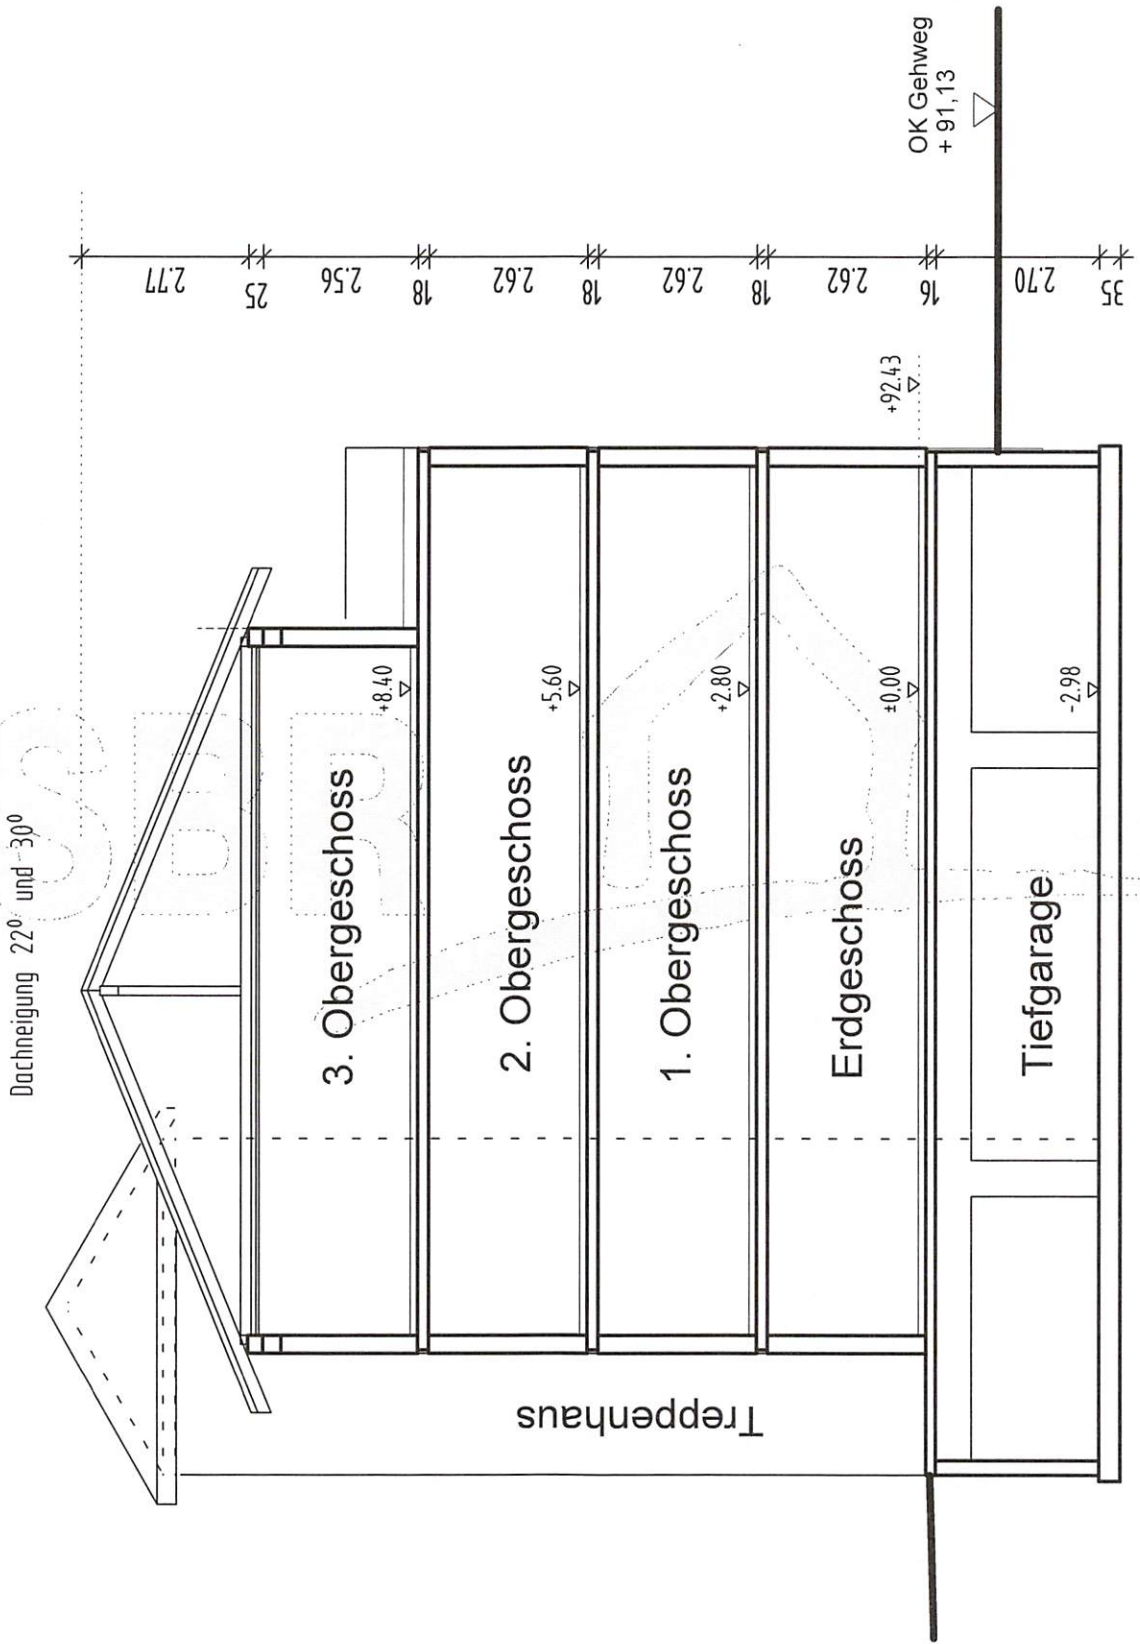 Dachneigung 22° und 30°
SBR
2.77
25
2.56
18
2.62
18
2.62
18
2.62
16
2.70
35
3. Obergeschoss
+8.40
2. Obergeschoss
+5.60
1. Obergeschoss
+2.80
Erdgeschoss
±0.00
+92.43
Tiefgarage
-2.98
Treppenhaus
OK Gehweg
+ 91,13